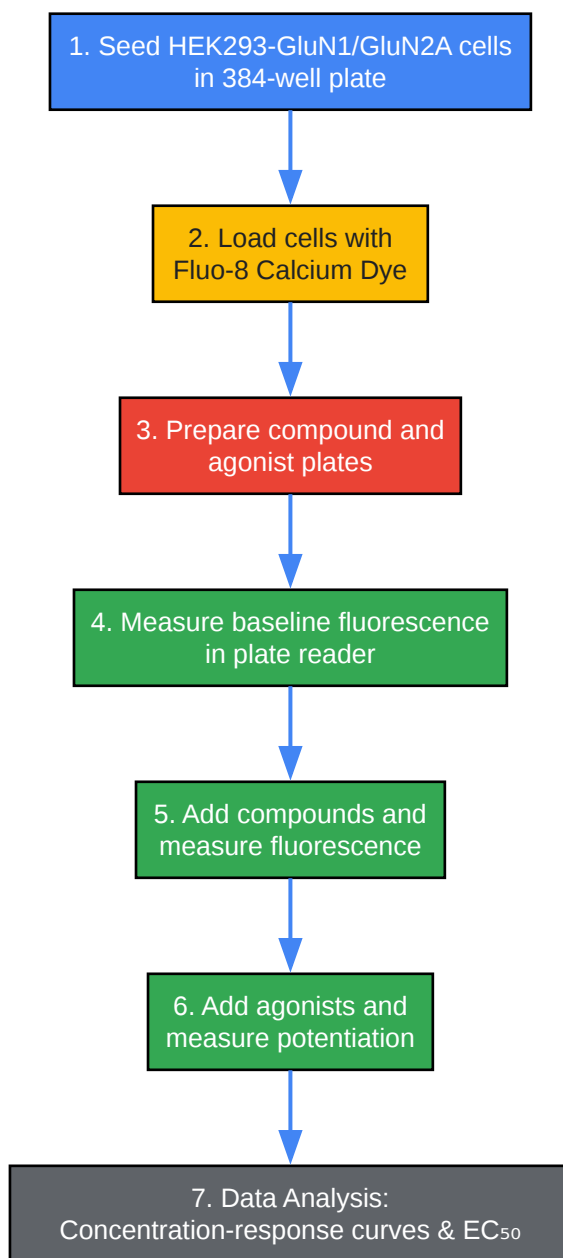 1. Seed HEK293-GluN1/GluN2A cells
in 384-well plate
2. Load cells with
Fluo-8 Calcium Dye
3. Prepare compound and
agonist plates
4. Measure baseline fluorescence
in plate reader
5. Add compounds and
measure fluorescence
6. Add agonists and
measure potentiation
7. Data Analysis:
Concentration-response curves & EC₅₀